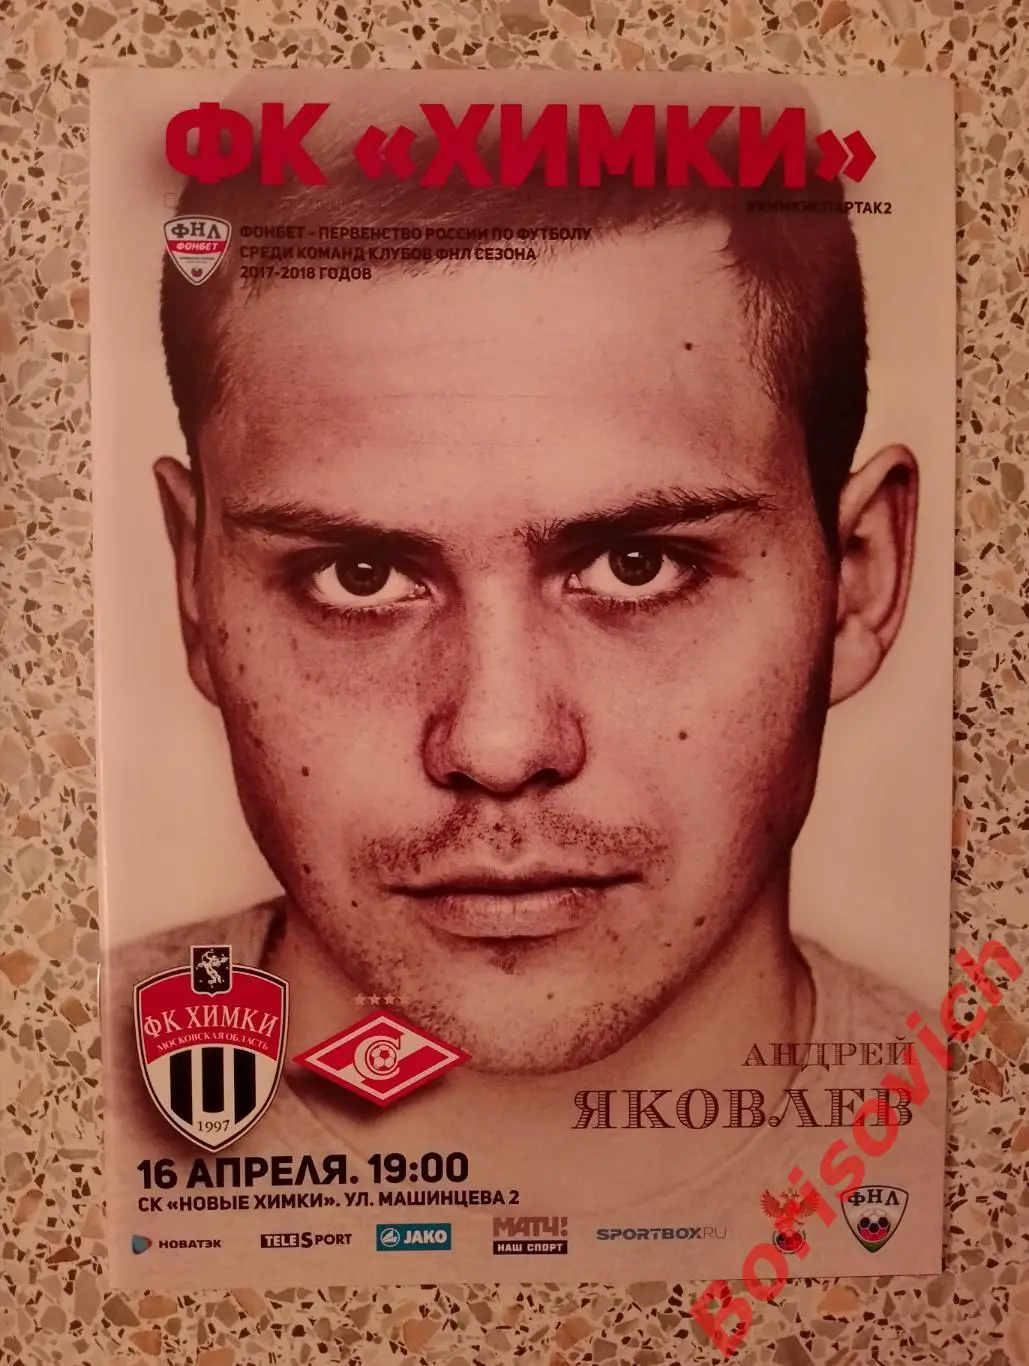 ФК «ХИМКИ»
#ХИМКИСПАРТАК2
ФНЛ
ФОНБЕТ
ФОНБЕТ - ПЕРВЕНСТВО РОССИИ ПО ФУТБОЛУ
СРЕДИ КОМАНД КЛУБОВ ФНЛ СЕЗОНА
2017-2018 ГОДОВ
ФК ХИМКИ
МОСКОВСКАЯ ОБЛАСТЬ
1997
АНДРЕЙ
ЯКОВЛЕВ
16 АПРЕЛЯ. 19:00
СК «НОВЫЕ ХИМКИ». УЛ. МАШИНЦЕВА 2
НОВАТЭК
TELESPORT
JAKO
МАТЧ!
НАШ СПОРТ
SPORTBOX.RU
ФНЛ
Borisovich